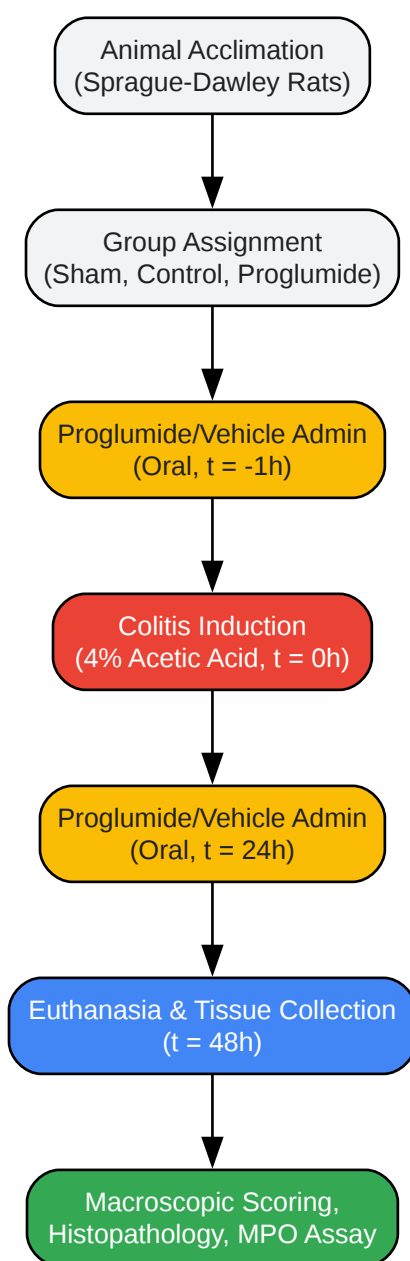 Animal Acclimation
(Sprague-Dawley Rats)
Group Assignment
(Sham, Control, Proglumide)
Proglumide/Vehicle Admin
(Oral, t = -1h)
Colitis Induction
(4% Acetic Acid, t = 0h)
Proglumide/Vehicle Admin
(Oral, t = 24h)
Euthanasia & Tissue Collection
(t = 48h)
Macroscopic Scoring,
Histopathology, MPO Assay